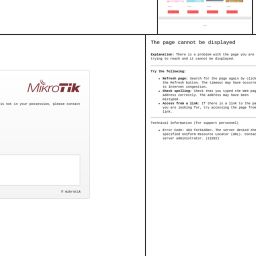 The page cannot be displayed
Explanation: There is a problem with the page you are
trying to reach and it cannot be displayed.
Try the following:
Refresh page: Search for the page again by clicking
the Refresh button. The timeout may have occurred
to Internet congestion.
Check spelling: Check that you typed the Web page
address correctly. The address may have been
mistyped.
Access from a link: If there is a link to the page
you are looking for, try accessing the page from
link.
Technical Information (for support personnel)
Error Code: 403 Forbidden. The server denied the
specified Uniform Resource Locator (URL). Contact
server administrator. (12202)
MikroTik
is not in your possession, please contact
© mikrotik